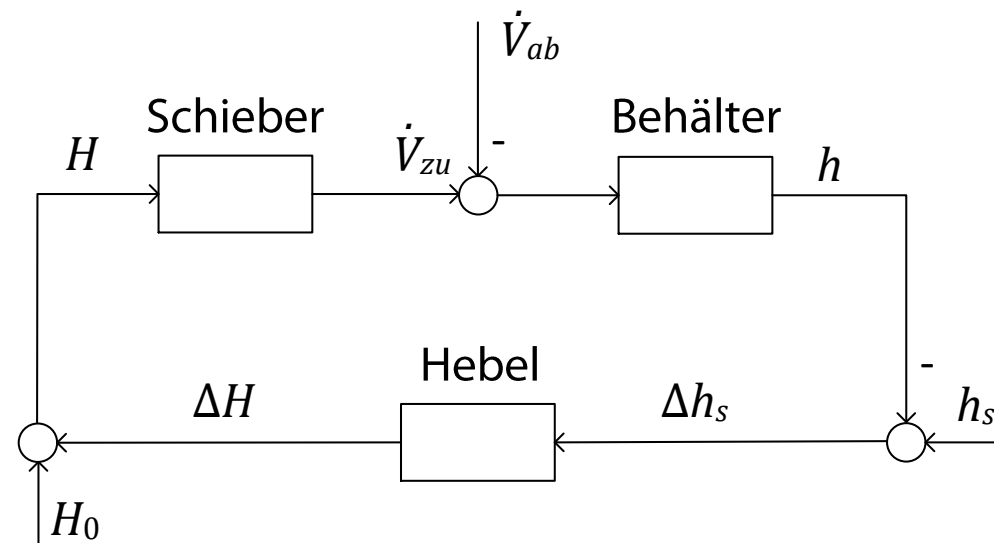 V̇ab
Schieber
Behälter
H
V̇zu
-
h
Hebel
-
ΔH
Δhs
hs
H0